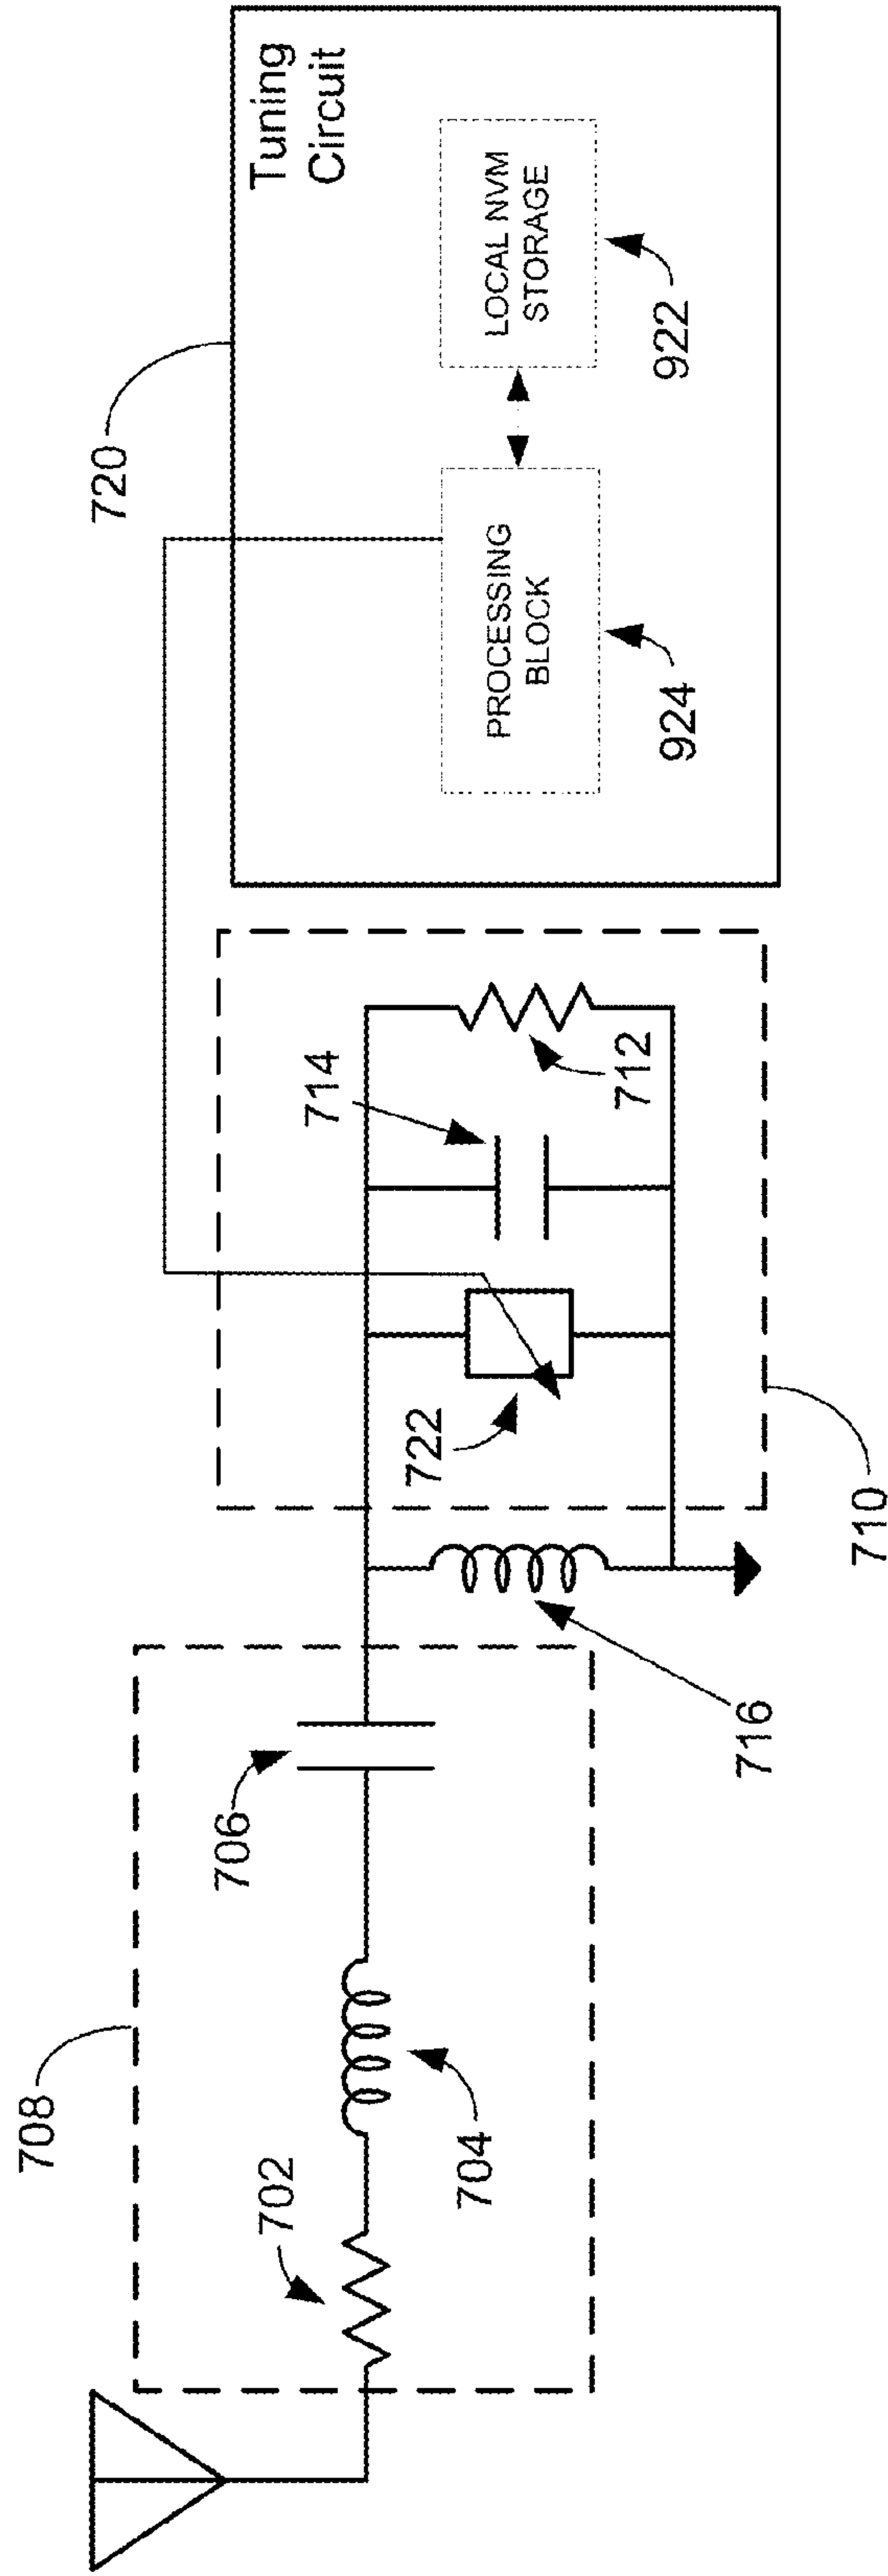 708
702
704
706
716
710
722
714
712
720
Tuning
Circuit
PROCESSING
BLOCK
924
LOCAL NVM
STORAGE
922